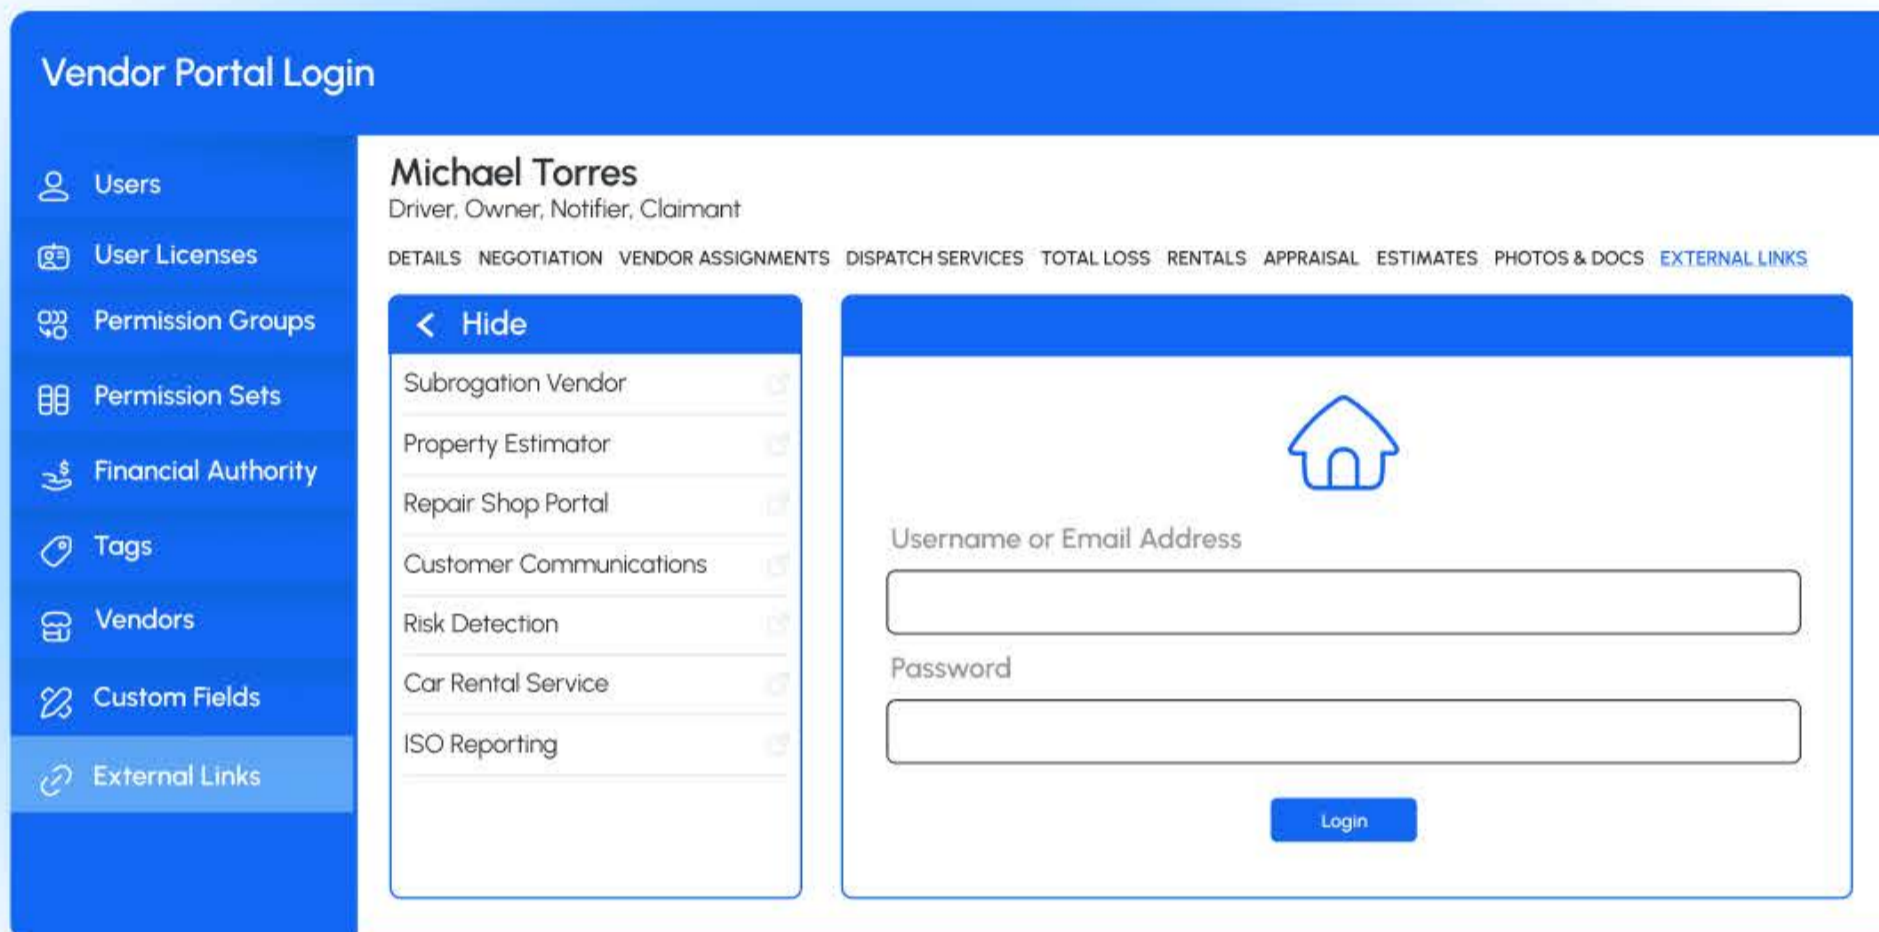 Vendor Portal Login
Users
User Licenses
Permission Groups
Permission Sets
Financial Authority
Tags
Vendors
Custom Fields
External Links
Michael Torres
Driver, Owner, Notifier, Claimant
DETAILS NEGOTIATION VENDOR ASSIGNMENTS DISPATCH SERVICES TOTAL LOSS RENTALS APPRAISAL ESTIMATES PHOTOS & DOCS EXTERNAL LINKS
Hide
Subrogation Vendor
Property Estimator
Repair Shop Portal
Customer Communications
Risk Detection
Car Rental Service
ISO Reporting
Username or Email Address
Password
Login